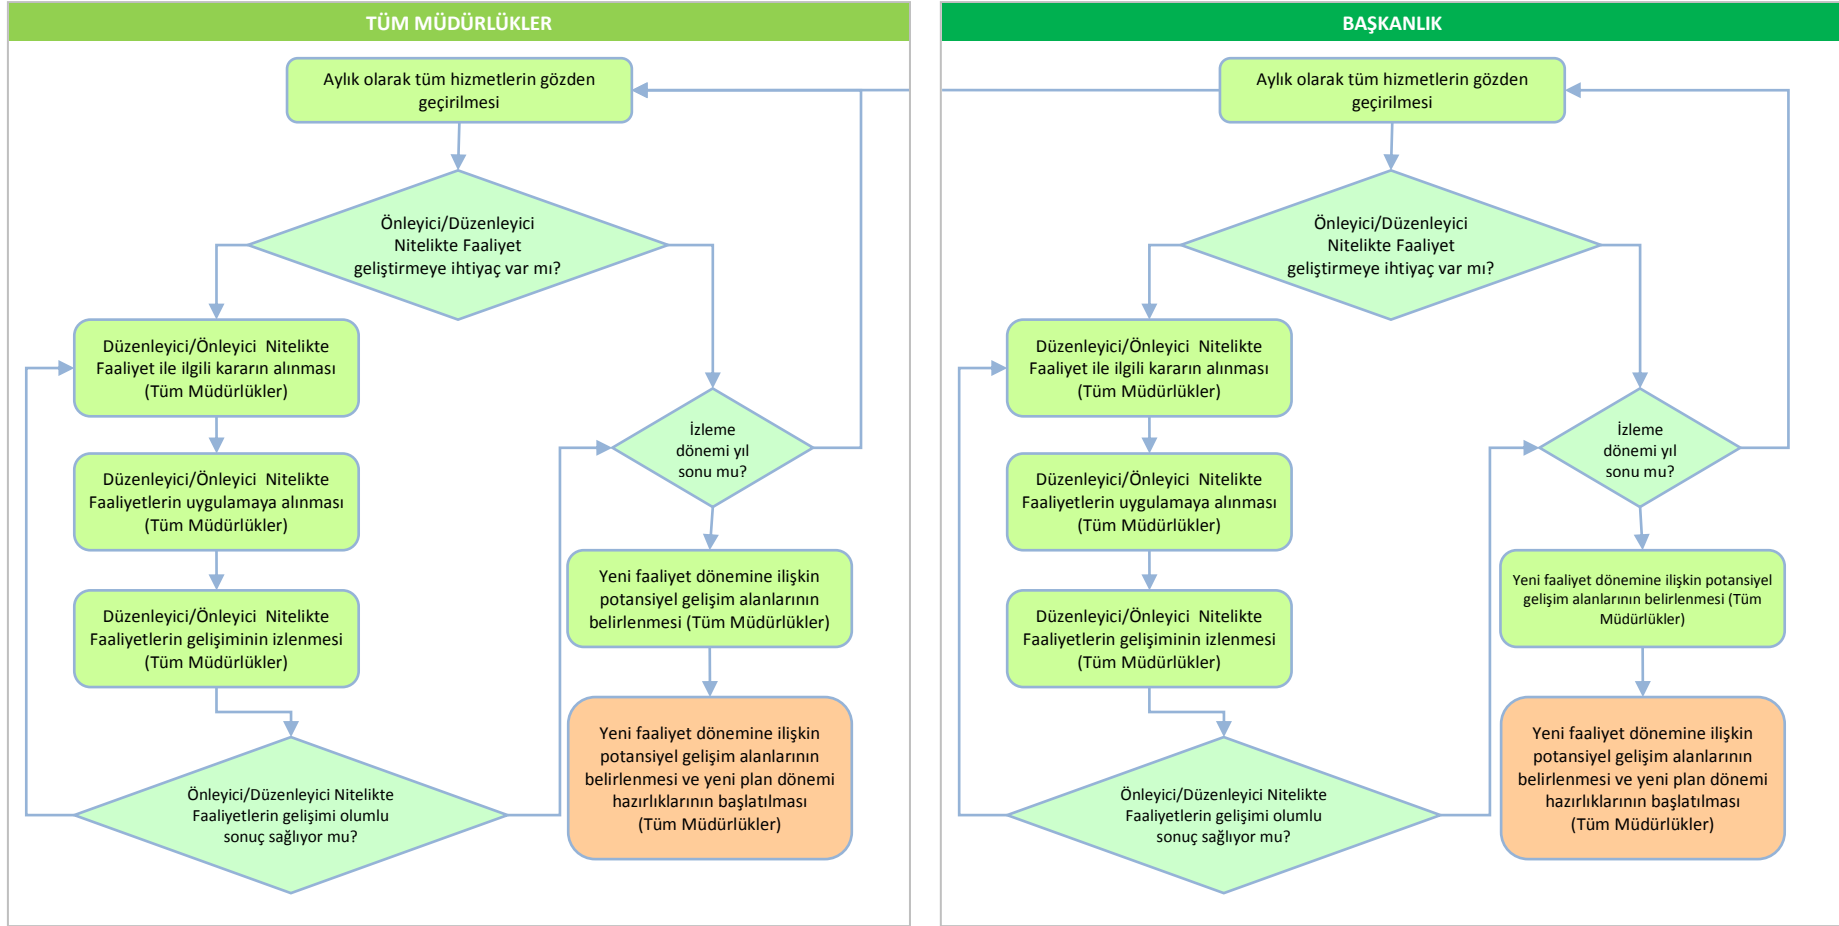 TÜM MÜDÜRLÜKLER
Aylık olarak tüm hizmetlerin gözden
geçirilmesi
Önleyici/Düzenleyici
Nitelikte Faaliyet
geliştirmeye ihtiyaç var mı?
Düzenleyici/Önleyici Nitelikte
Faaliyet ile ilgili kararın alınması
(Tüm Müdürlükler)
İzleme
dönemi yıl
sonu mu?
Düzenleyici/Önleyici Nitelikte
Faaliyetlerin uygulamaya alınması
(Tüm Müdürlükler)
Yeni faaliyet dönemine ilişkin
potansiyel gelişim alanlarının
belirlenmesi (Tüm Müdürlükler)
Düzenleyici/Önleyici Nitelikte
Faaliyetlerin gelişiminin izlenmesi
(Tüm Müdürlükler)
Yeni faaliyet dönemine ilişkin
potansiyel gelişim alanlarının
belirlenmesi ve yeni plan dönemi
hazırlıklarının başlatılması
(Tüm Müdürlükler)
Önleyici/Düzenleyici Nitelikte
Faaliyetlerin gelişimi olumlu
sonuç sağlıyor mu?
BAŞKANLIK
Aylık olarak tüm hizmetlerin gözden
geçirilmesi
Önleyici/Düzenleyici
Nitelikte Faaliyet
geliştirmeye ihtiyaç var mı?
Düzenleyici/Önleyici Nitelikte
Faaliyet ile ilgili kararın alınması
(Tüm Müdürlükler)
İzleme
dönemi yıl
sonu mu?
Düzenleyici/Önleyici Nitelikte
Faaliyetlerin uygulamaya alınması
(Tüm Müdürlükler)
Yeni faaliyet dönemine ilişkin potansiyel
gelişim alanlarının belirlenmesi (Tüm
Müdürlükler)
Düzenleyici/Önleyici Nitelikte
Faaliyetlerin gelişiminin izlenmesi
(Tüm Müdürlükler)
Yeni faaliyet dönemine ilişkin
potansiyel gelişim alanlarının
belirlenmesi ve yeni plan dönemi
hazırlıklarının başlatılması
(Tüm Müdürlükler)
Önleyici/Düzenleyici Nitelikte
Faaliyetlerin gelişimi olumlu
sonuç sağlıyor mu?